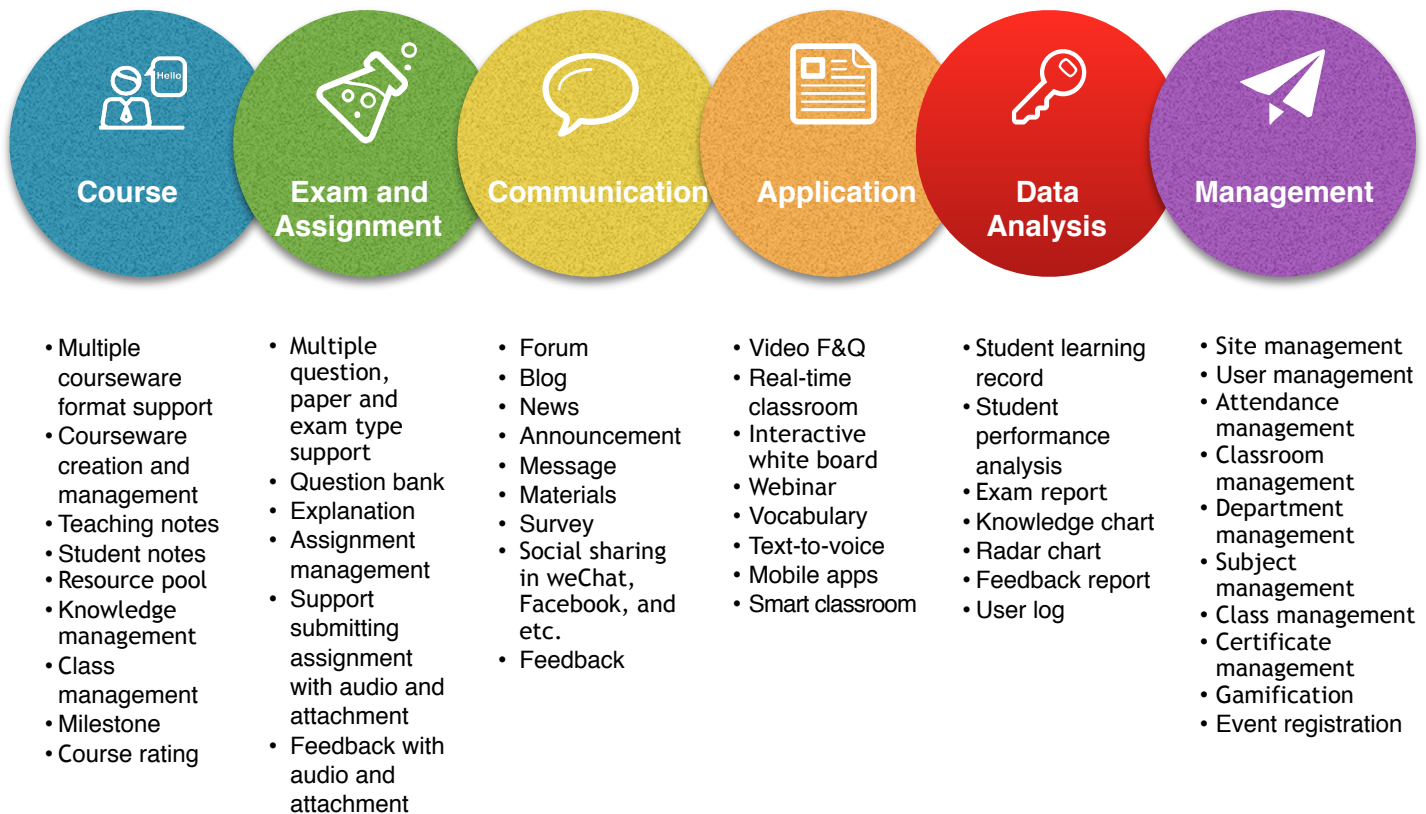 Hello
Course
Exam and
Assignment
Communication
Application
Data
Analysis
Management
• Multiple
courseware
format support
• Courseware
creation and
management
• Teaching notes
• Student notes
• Resource pool
• Knowledge
management
• Class
management
• Milestone
• Course rating
• Multiple
question,
paper and
exam type
support
• Question bank
• Explanation
• Assignment
management
• Support
submitting
assignment
with audio and
attachment
• Feedback with
audio and
attachment
• Forum
• Blog
• News
• Announcement
• Message
• Materials
• Survey
• Social sharing
in weChat,
Facebook, and
etc.
• Feedback
• Video F&Q
• Real-time
classroom
• Interactive
white board
• Webinar
• Vocabulary
• Text-to-voice
• Mobile apps
• Smart classroom
• Student learning
record
• Student
performance
analysis
• Exam report
• Knowledge chart
• Radar chart
• Feedback report
• User log
• Site management
• User management
• Attendance
management
• Classroom
management
• Department
management
• Subject
management
• Class management
• Certificate
management
• Gamification
• Event registration